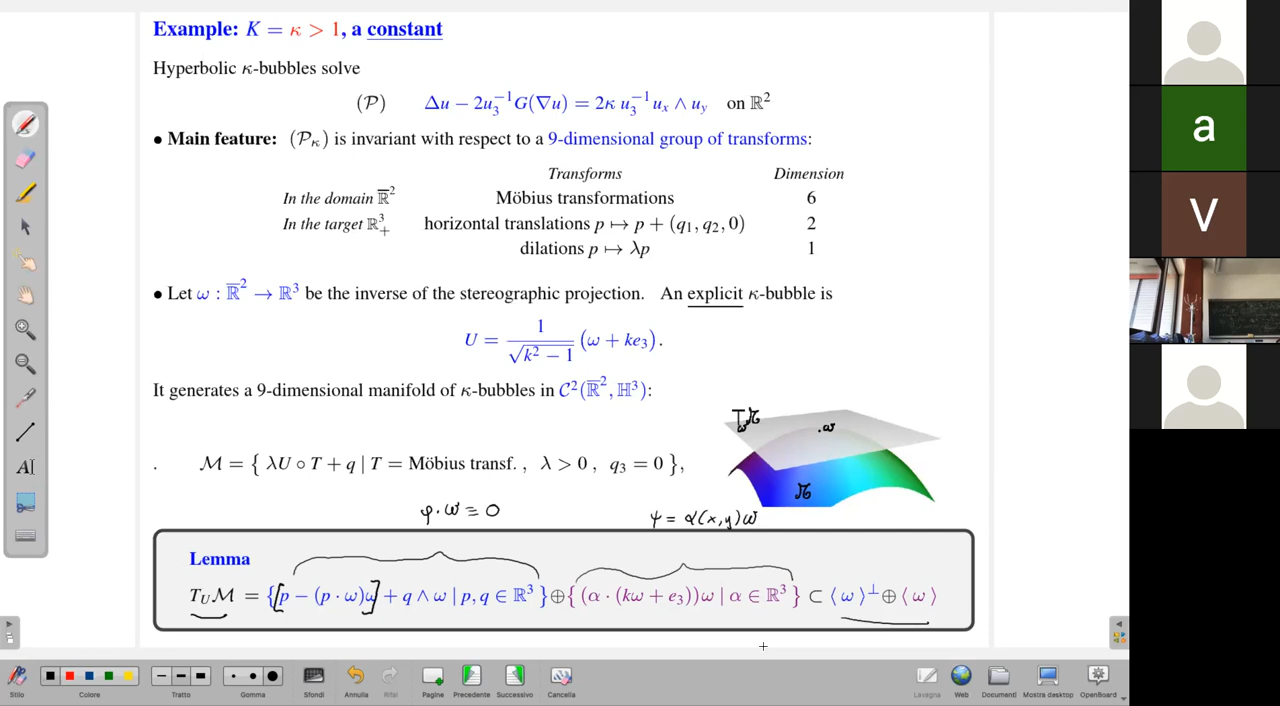 Example: K = κ > 1, a constant
Hyperbolic κ-bubbles solve
(𝒫) Δu − 2u₃⁻¹G(∇u) = 2κ u₃⁻¹uₓ ∧ u_y on ℝ²
• Main feature: (𝒫_κ) is invariant with respect to a 9-dimensional group of transforms:
Transforms Dimension
In the domain ℝ̅² Möbius transformations 6
In the target ℝ³₊ horizontal translations p ↦ p + (q₁, q₂, 0) 2
dilations p ↦ λp 1
• Let ω : ℝ̅² → ℝ³ be the inverse of the stereographic projection. An explicit κ-bubble is
U = 1/√(k² − 1) (ω + ke₃).
It generates a 9-dimensional manifold of κ-bubbles in 𝒞²(ℝ̅², ℍ³):
T_ω ℳ
. ω
. ℳ = { λU ∘ T + q | T = Möbius transf. , λ > 0 , q₃ = 0 },
ℳ
φ · ω ≡ 0
ψ = α(x,y)ω
Lemma
T_Uℳ = {[p − (p · ω)ω] + q ∧ ω | p, q ∈ ℝ³ }⊕{ (α · (kω + e₃))ω | α ∈ ℝ³ } ⊂ ⟨ ω ⟩^⊥ ⊕ ⟨ ω ⟩
a
V
AI
Stilo
Colore
Tratto
Gomma
Sfondi
Annulla
Rifai
Pagine
Precedente
Successivo
Cancella
Lavagna
Web
Documenti
Mostra desktop
OpenBoard